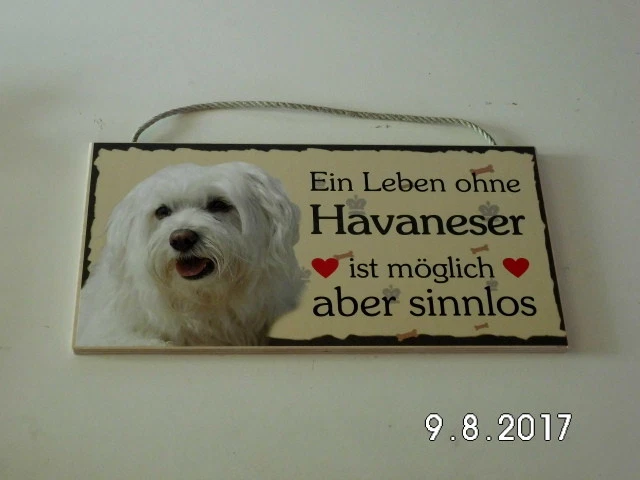 Ein Leben ohne
Havaneser
ist möglich
aber sinnlos
9.8.2017